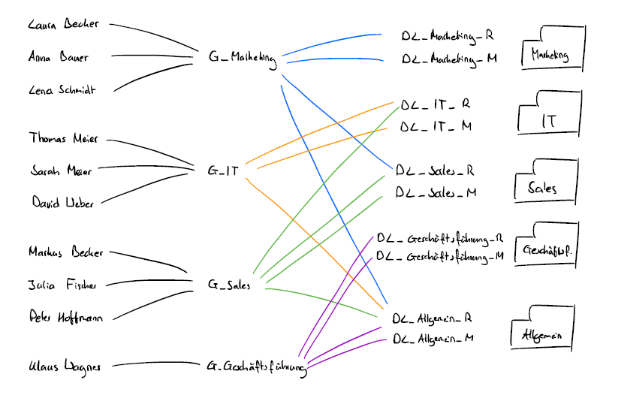 Laura Becker
Anna Bauer
Lena Schmidt
G_Marketing
DL_Marketing_R
DL_Marketing_M
Marketing
Thomas Meier
Sarah Meier
David Weber
G_IT
DL_IT_R
DL_IT_M
IT
DL_Sales_R
DL_Sales_M
Sales
Markus Becker
Julia Fischer
Peter Hoffmann
G_Sales
DL_Geschäftsführung_R
DL_Geschäftsführung_M
Geschäftsf.
Klaus Wagner
G_Geschäftsführung
DL_Allgemein_R
DL_Allgemein_M
Allgemein